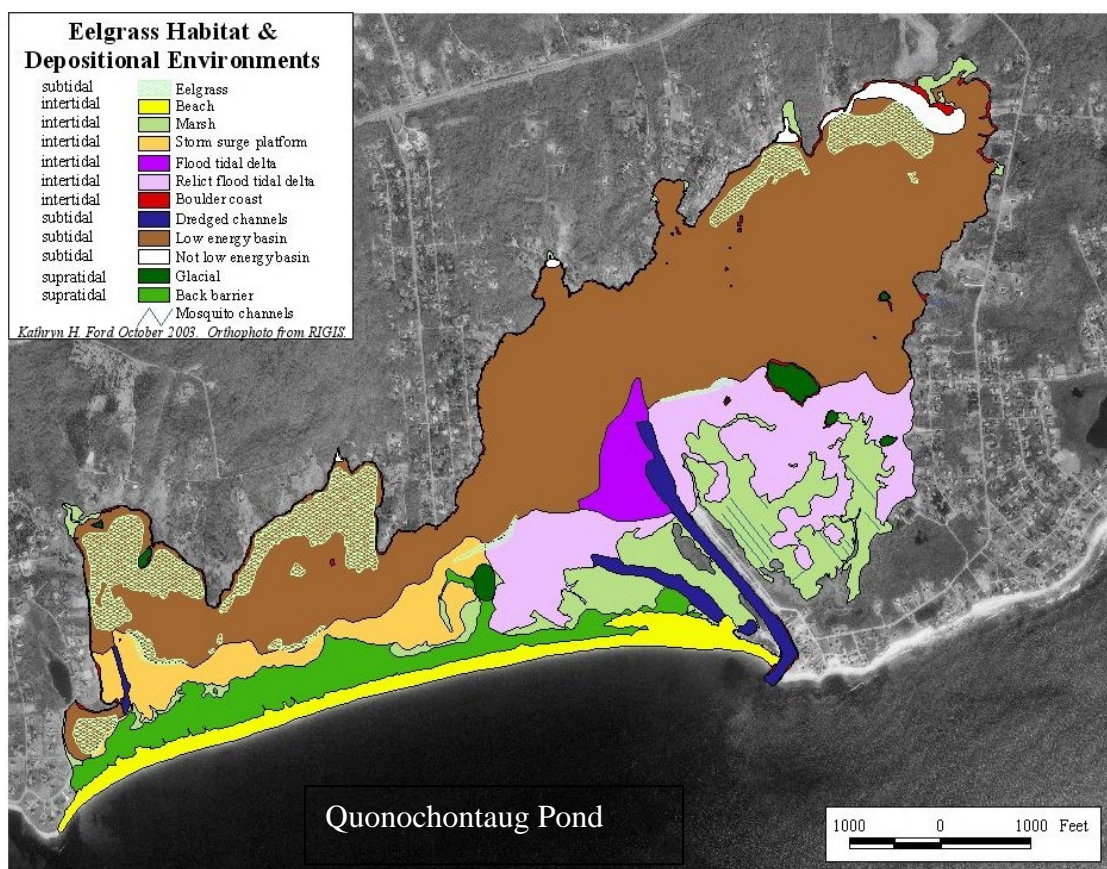 Eelgrass Habitat &
Depositional Environments
subtidal Eelgrass
intertidal Beach
intertidal Marsh
intertidal Storm surge platform
intertidal Flood tidal delta
intertidal Relict flood tidal delta
intertidal Boulder coast
subtidal Dredged channels
subtidal Low energy basin
subtidal Not low energy basin
supratidal Glacial
supratidal Back barrier
Mosquito channels
Kathryn H. Ford October 2003. Orthophoto from RIGIS.
Quonochontaug Pond
1000 0 1000 Feet